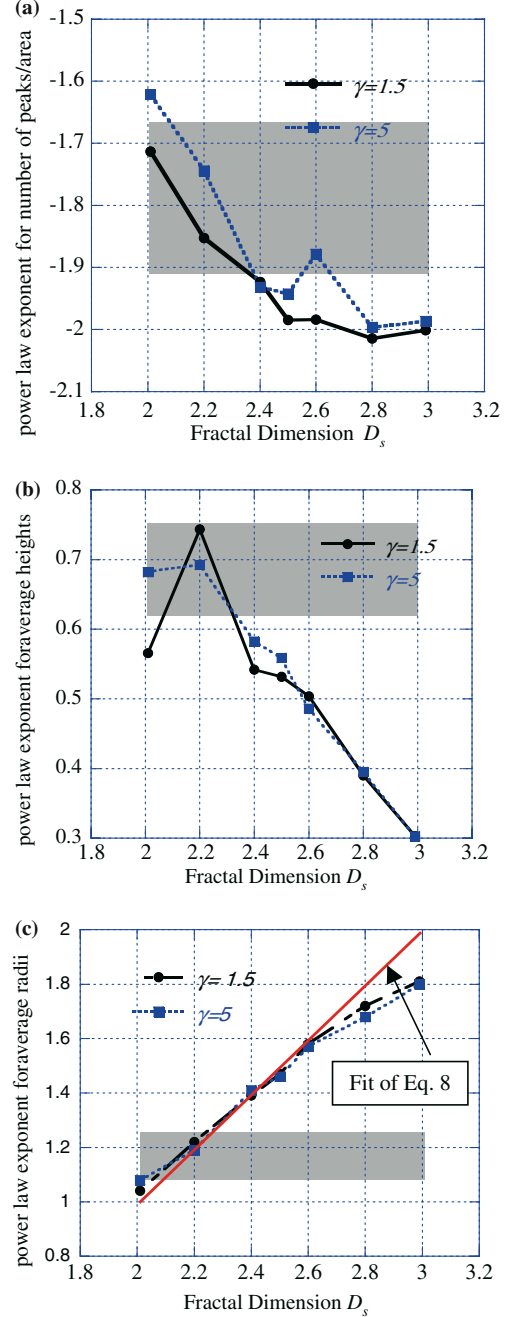 (a)
-1.5
-1.6
-1.7
-1.8
-1.9
-2
-2.1
power law exponent for number of peaks/area
γ=1.5
γ=5
1.8 2 2.2 2.4 2.6 2.8 3 3.2
Fractal Dimension Ds
(b)
0.8
0.7
0.6
0.5
0.4
0.3
power law exponent foraverage heights
γ=1.5
γ=5
1.8 2 2.2 2.4 2.6 2.8 3 3.2
Fractal Dimension Ds
(c)
2
1.8
1.6
1.4
1.2
1
0.8
power law exponent foraverage radii
γ= 1.5
γ=5
Fit of Eq. 8
1.8 2 2.2 2.4 2.6 2.8 3 3.2
Fractal Dimension Ds